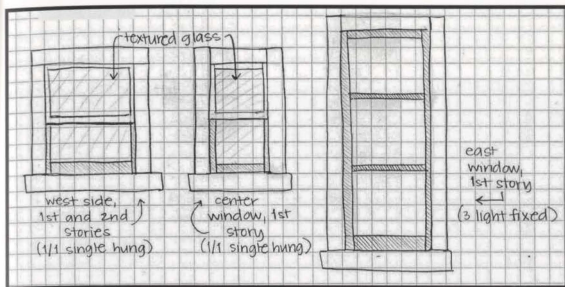 textured glass
west side,
1st and 2nd
stories
(1/1 single hung)
center
window, 1st
story
(1/1 single hung)
east
window,
1st story
(3 light fixed)